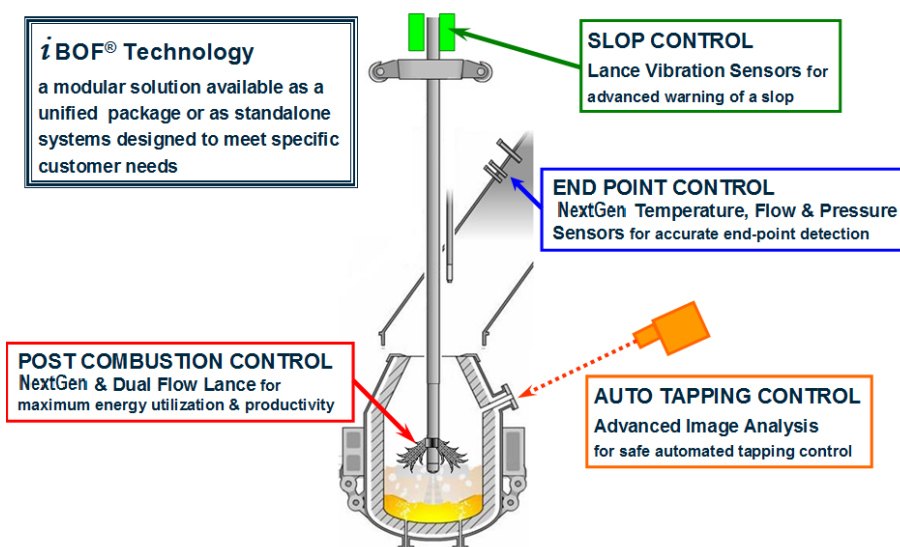 i BOF® Technology
a modular solution available as a
unified package or as standalone
systems designed to meet specific
customer needs
SLOP CONTROL
Lance Vibration Sensors for
advanced warning of a slop
END POINT CONTROL
NextGen Temperature, Flow & Pressure
Sensors for accurate end-point detection
POST COMBUSTION CONTROL
NextGen & Dual Flow Lance for
maximum energy utilization & productivity
AUTO TAPPING CONTROL
Advanced Image Analysis
for safe automated tapping control